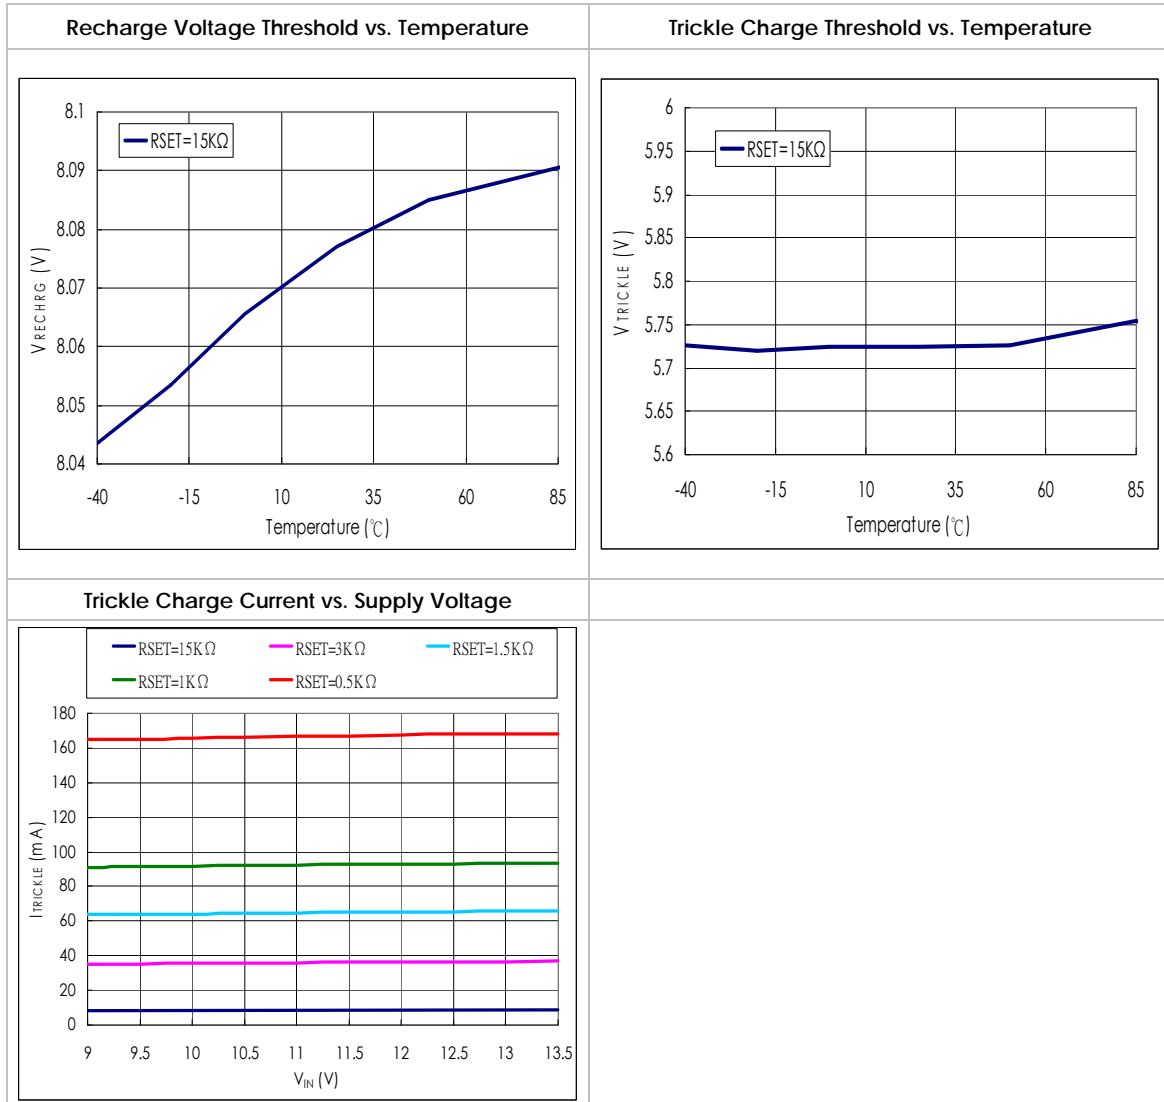 Recharge Voltage Threshold vs. Temperature
Trickle Charge Threshold vs. Temperature
8.1
8.09
8.08
8.07
8.06
8.05
8.04
VRECHRG (V)
RSET=15KΩ
-40 -15 10 35 60 85
Temperature (℃)
6
5.95
5.9
5.85
5.8
5.75
5.7
5.65
5.6
VTRICKLE (V)
RSET=15KΩ
-40 -15 10 35 60 85
Temperature (℃)
Trickle Charge Current vs. Supply Voltage
RSET=15KΩ RSET=3KΩ RSET=1.5KΩ
RSET=1KΩ RSET=0.5KΩ
180
160
140
120
100
80
60
40
20
0
ITRICKLE (mA)
9 9.5 10 10.5 11 11.5 12 12.5 13 13.5
VIN (V)